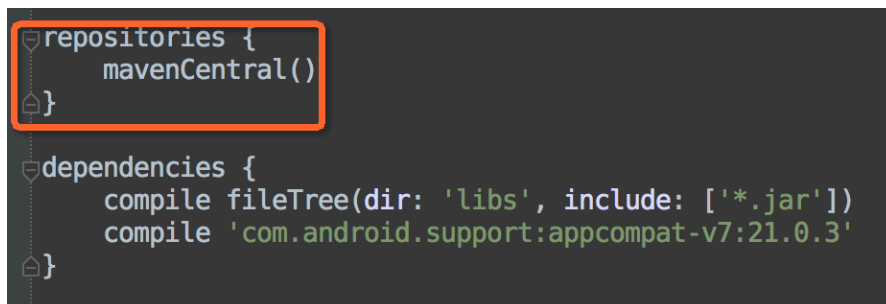 repositories {
    mavenCentral()
}
dependencies {
    compile fileTree(dir: 'libs', include: ['*.jar'])
    compile 'com.android.support:appcompat-v7:21.0.3'
}